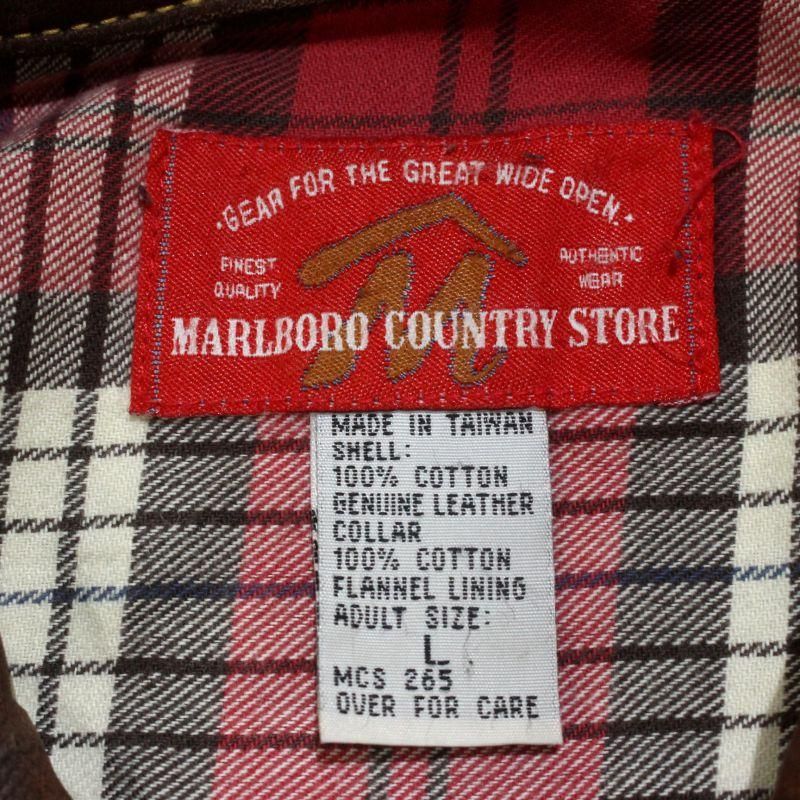 ·GEAR FOR THE GREAT WIDE OPEN.·
FINEST
QUALITY
AUTHENTIC
WEAR
M
MARLBORO COUNTRY STORE
MADE IN TAIWAN
SHELL:
100% COTTON
GENUINE LEATHER
COLLAR
100% COTTON
FLANNEL LINING
ADULT SIZE:
L
MCS 265
OVER FOR CARE